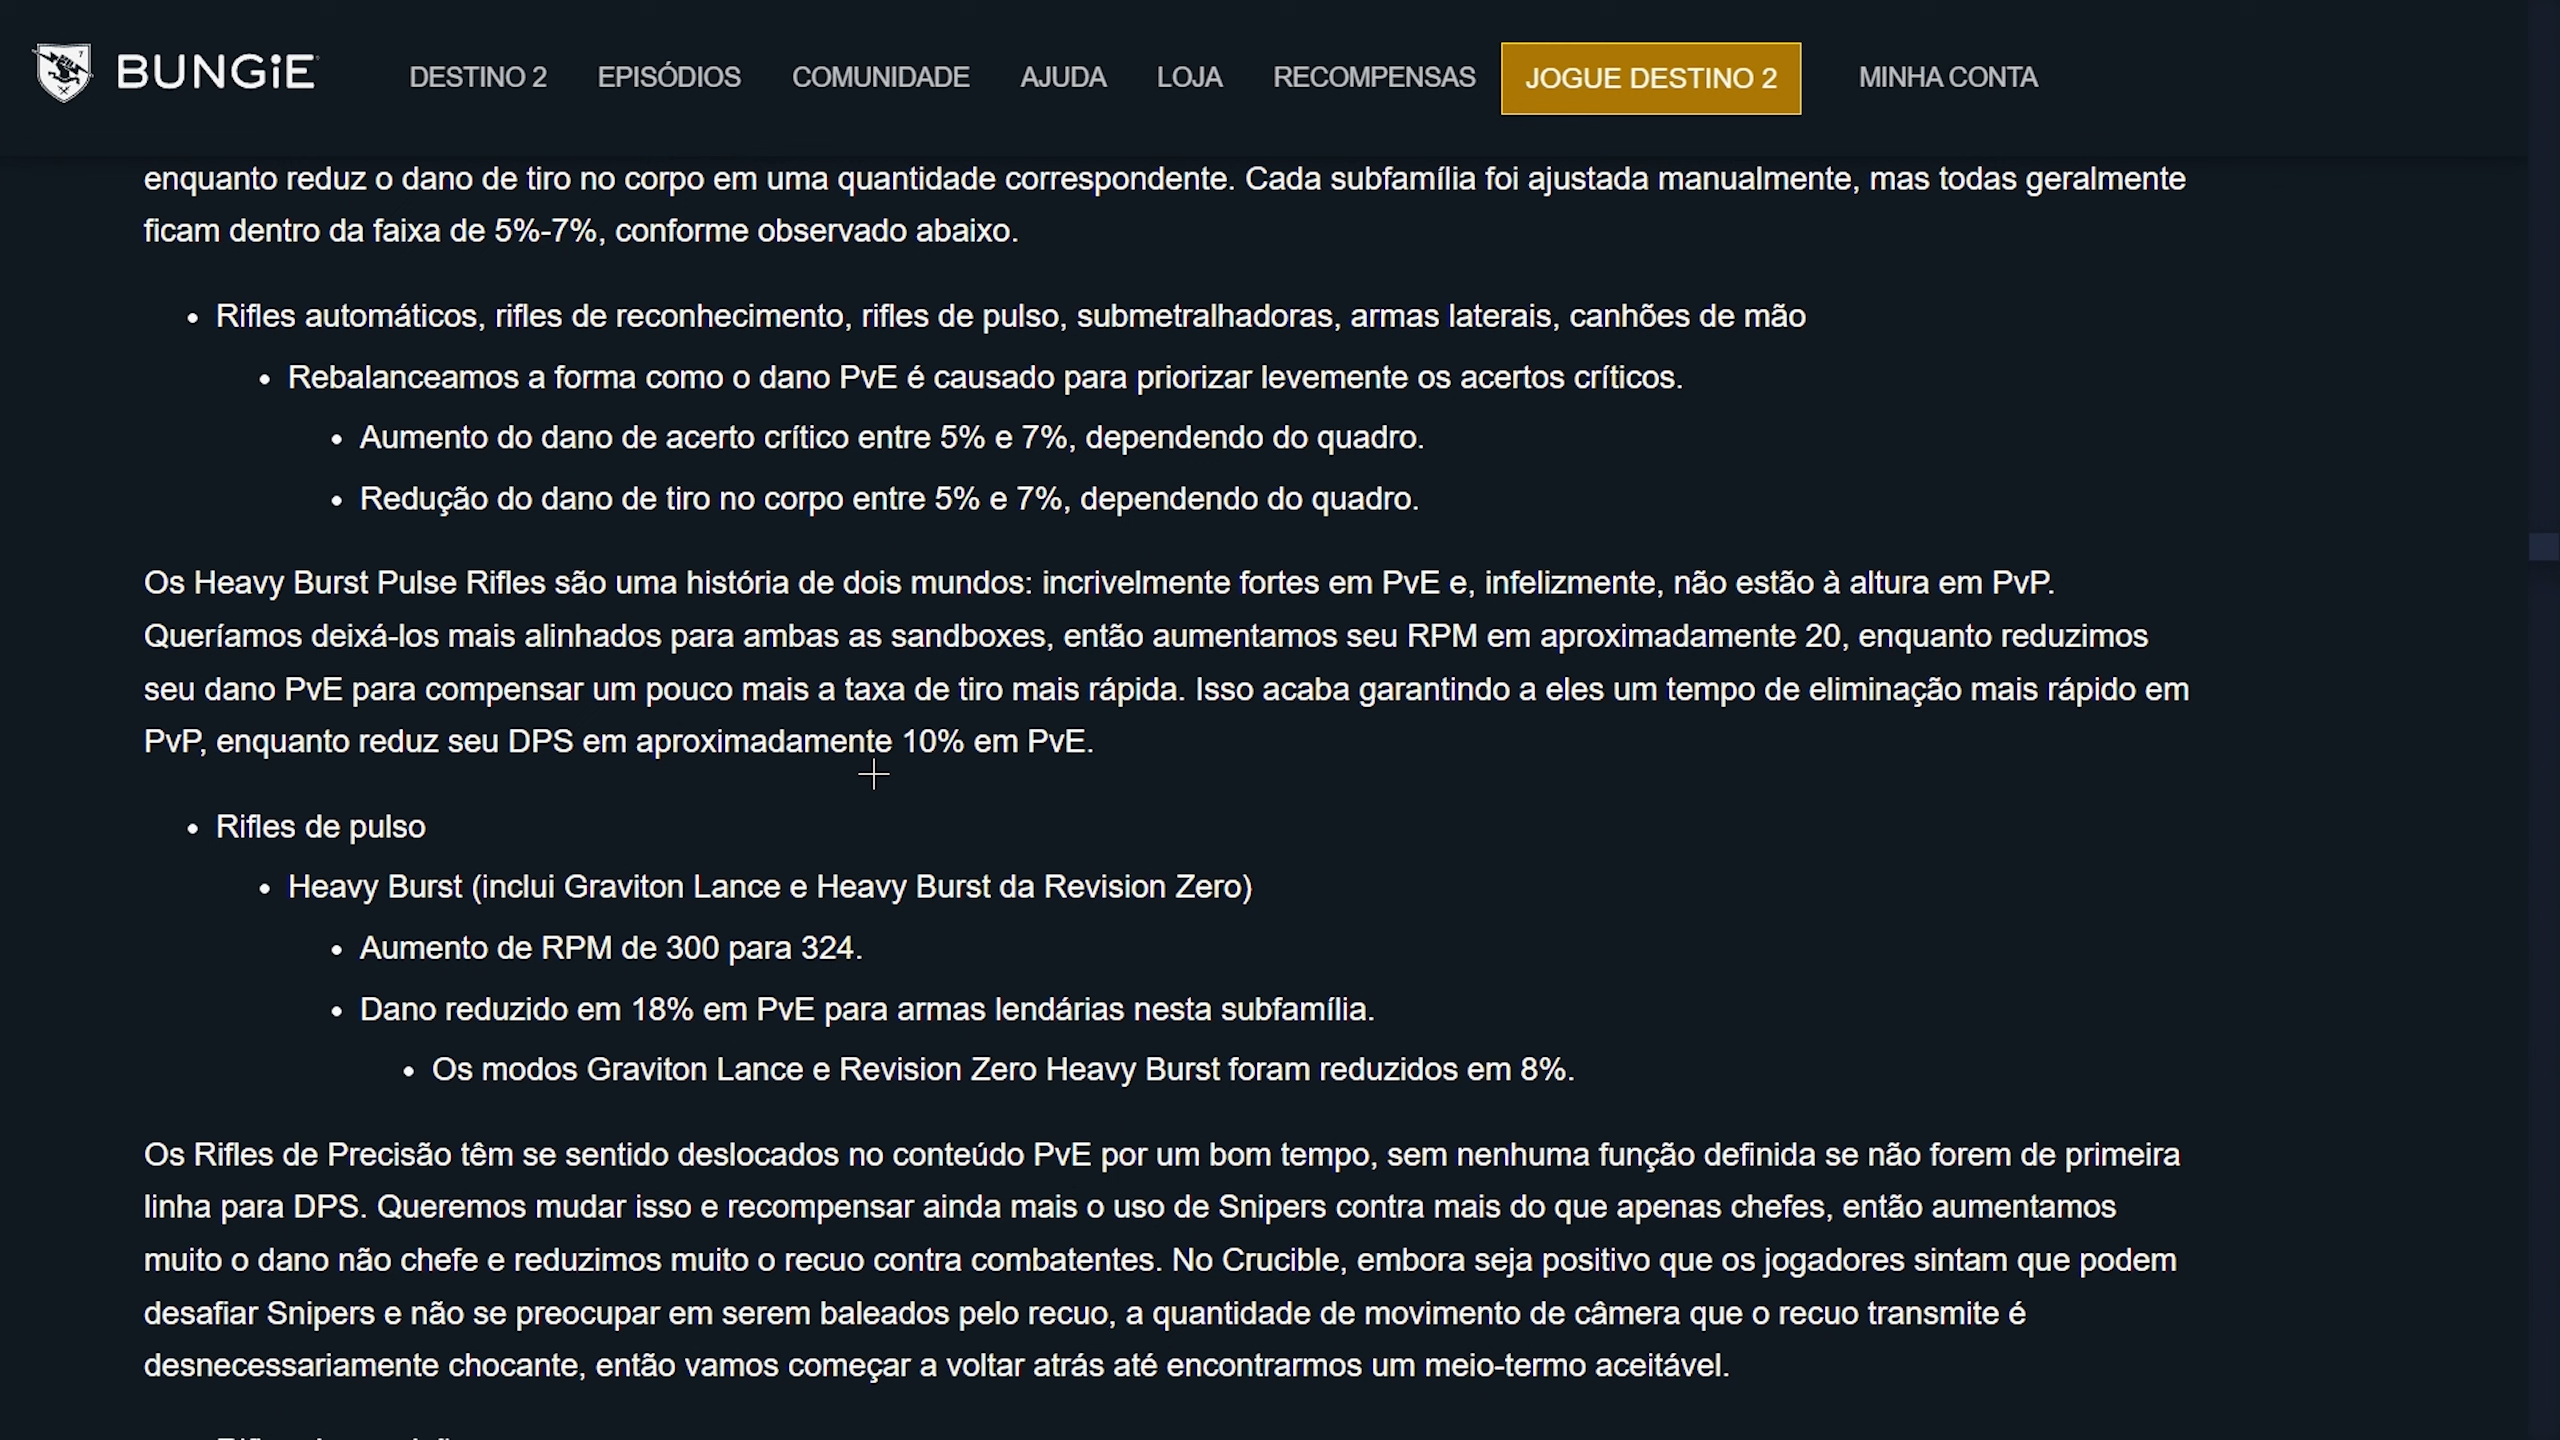 BUNGiE
DESTINO 2
EPISÓDIOS
COMUNIDADE
AJUDA
LOJA
RECOMPENSAS
JOGUE DESTINO 2
MINHA CONTA
enquanto reduz o dano de tiro no corpo em uma quantidade correspondente. Cada subfamília foi ajustada manualmente, mas todas geralmente
ficam dentro da faixa de 5%-7%, conforme observado abaixo.
• Rifles automáticos, rifles de reconhecimento, rifles de pulso, submetralhadoras, armas laterais, canhões de mão
• Rebalanceamos a forma como o dano PvE é causado para priorizar levemente os acertos críticos.
• Aumento do dano de acerto crítico entre 5% e 7%, dependendo do quadro.
• Redução do dano de tiro no corpo entre 5% e 7%, dependendo do quadro.
Os Heavy Burst Pulse Rifles são uma história de dois mundos: incrivelmente fortes em PvE e, infelizmente, não estão à altura em PvP.
Queríamos deixá-los mais alinhados para ambas as sandboxes, então aumentamos seu RPM em aproximadamente 20, enquanto reduzimos
seu dano PvE para compensar um pouco mais a taxa de tiro mais rápida. Isso acaba garantindo a eles um tempo de eliminação mais rápido em
PvP, enquanto reduz seu DPS em aproximadamente 10% em PvE.
• Rifles de pulso
• Heavy Burst (inclui Graviton Lance e Heavy Burst da Revision Zero)
• Aumento de RPM de 300 para 324.
• Dano reduzido em 18% em PvE para armas lendárias nesta subfamília.
• Os modos Graviton Lance e Revision Zero Heavy Burst foram reduzidos em 8%.
Os Rifles de Precisão têm se sentido deslocados no conteúdo PvE por um bom tempo, sem nenhuma função definida se não forem de primeira
linha para DPS. Queremos mudar isso e recompensar ainda mais o uso de Snipers contra mais do que apenas chefes, então aumentamos
muito o dano não chefe e reduzimos muito o recuo contra combatentes. No Crucible, embora seja positivo que os jogadores sintam que podem
desafiar Snipers e não se preocupar em serem baleados pelo recuo, a quantidade de movimento de câmera que o recuo transmite é
desnecessariamente chocante, então vamos começar a voltar atrás até encontrarmos um meio-termo aceitável.